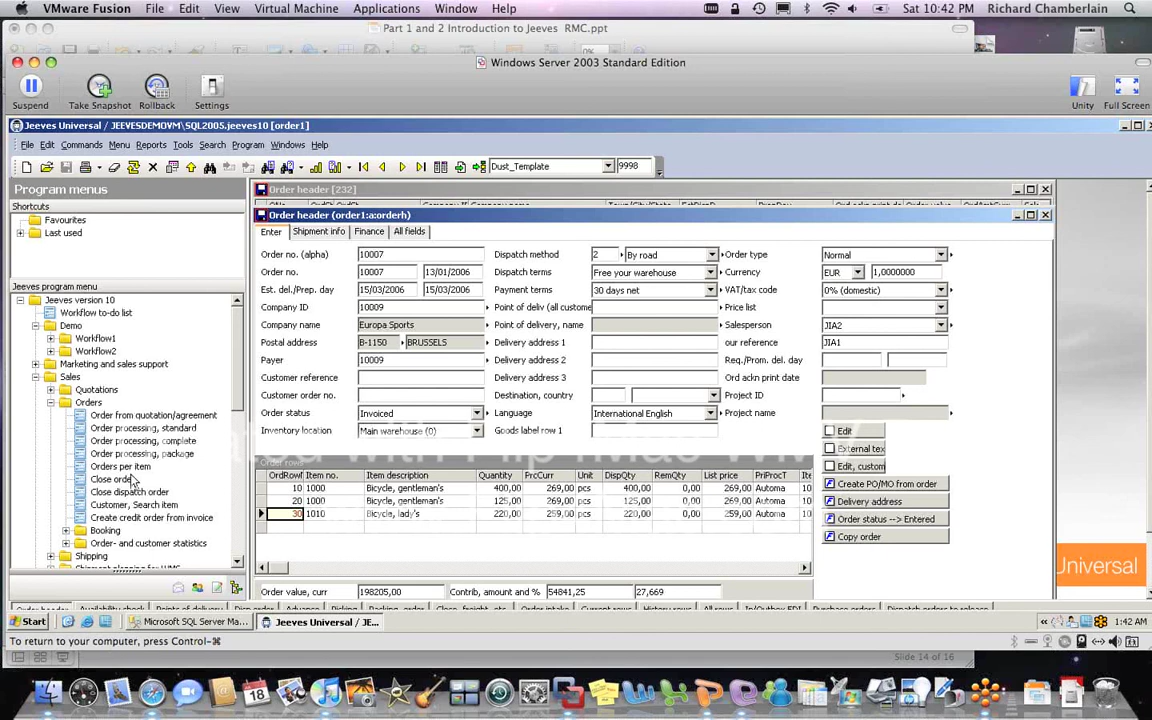 VMware Fusion File Edit View Virtual Machine Applications Window Help Sat 10:42 PM Richard Chamberlain
Part 1 and 2 Introduction to Jeeves RMC.ppt
Windows Server 2003 Standard Edition
Suspend Take Snapshot Rollback Settings Unity Full Screen
Jeeves Universal / JEEVESDEMOVM\SQL2005.jeeves10 [order1]
File Edit Commands Menu Reports Tools Search Program Windows Help
Dust_Template 9998
Program menus
Shortcuts
Favourites
Last used
Jeeves program menu
Jeeves version 10
Workflow to-do list
Demo
Workflow1
Workflow2
Marketing and sales support
Sales
Quotations
Orders
Order from quotation/agreement
Order processing, standard
Order processing, complete
Order processing, package
Orders per item
Close order
Close dispatch order
Customer, Search item
Create credit order from invoice
Booking
Order- and customer statistics
Shipping
Order header [232]
Order header (order1:a:orderh)
Enter Shipment info Finance All fields
Order no. (alpha) 10007 Dispatch method 2 By road Order type Normal
Order no. 10007 13/01/2006 Dispatch terms Free your warehouse Currency EUR 1,0000000
Est. del./Prep. day 15/03/2006 15/03/2006 Payment terms 30 days net VAT/tax code 0% (domestic)
Company ID 10009 Point of deliv (all custome Price list
Company name Europa Sports Point of delivery, name Salesperson JIA2
Postal address B-1150 BRUSSELS Delivery address 1 our reference JIA1
Payer 10009 Delivery address 2 Req./Prom. del. day
Customer reference Delivery address 3 Ord ackn print date
Customer order no. Destination, country Project ID
Order status Invoiced Language International English Project name
Inventory location Main warehouse (0) Goods label row 1 Edit
External tex
Edit, custom
Create PO/MO from order
Delivery address
Order status --> Entered
Copy order
Order rows
OrdRowN Item no. Item description Quantity PrcCurr Unit DispQty RemQty List price PriProcT
10 1000 Bicycle, gentleman's 400,00 269,00 pcs 400,00 0,00 269,00 Automa
20 1000 Bicycle, gentleman's 125,00 269,00 pcs 125,00 0,00 269,00 Automa
30 1010 Bicycle, lady's 220,00 259,00 pcs 220,00 0,00 259,00 Automa
Order value, curr 198205,00 Contrib, amount and % 54841,25 27,669
Universal
Start Microsoft SQL Server Ma... Jeeves Universal / JE... 1:42 AM
To return to your computer, press Control-⌘
Slide 14 of 16